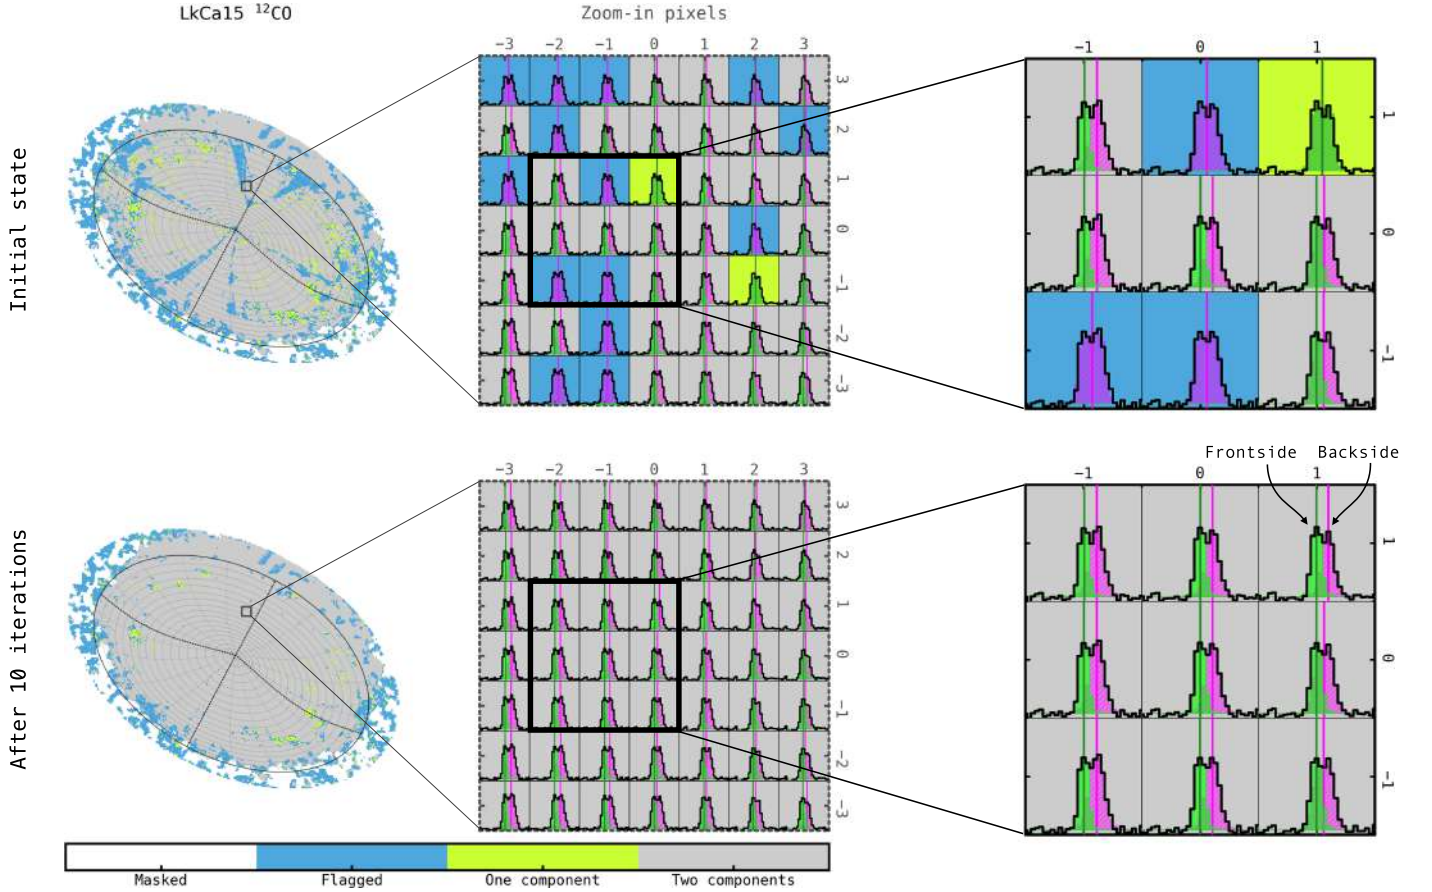 LkCa15 ¹²CO
Zoom-in pixels
−3 −2 −1 0 1 2 3
−1 0 1
3
2
1
0
−1
−2
−3
1
0
−1
Initial state
Frontside Backside
−3 −2 −1 0 1 2 3
−1 0 1
3
2
1
0
−1
−2
−3
1
0
−1
After 10 iterations
Masked Flagged One component Two components